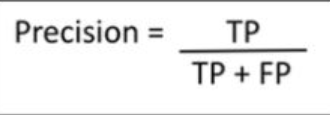 Precision = TP
TP + FP